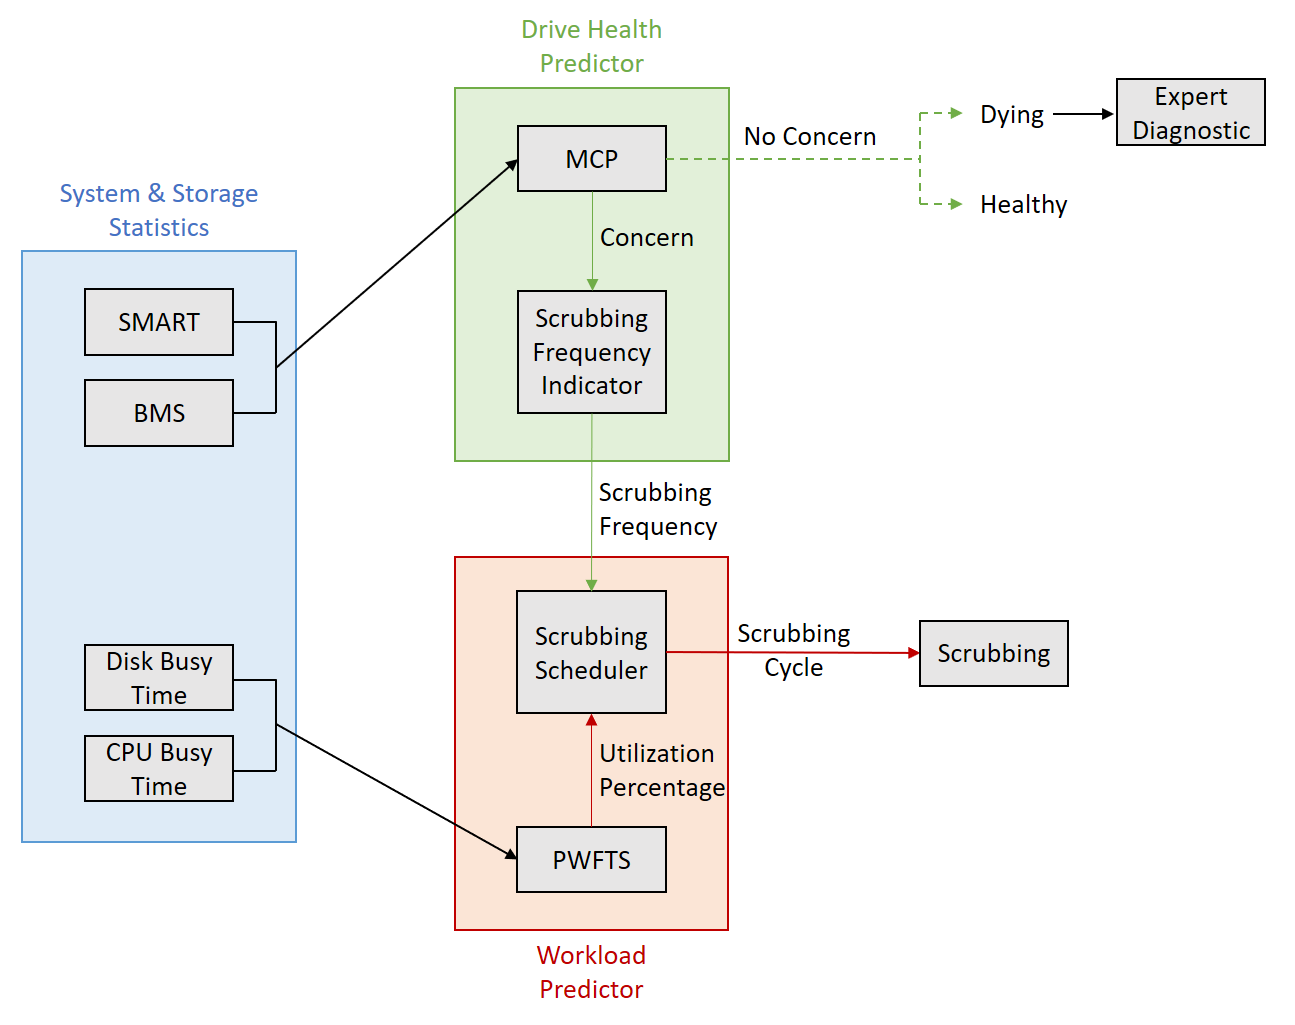 Drive Health
Predictor
MCP
No Concern
Dying
Expert
Diagnostic
Healthy
Concern
Scrubbing
Frequency
Indicator
System & Storage
Statistics
SMART
BMS
Disk Busy
Time
CPU Busy
Time
Scrubbing
Frequency
Scrubbing
Scheduler
Scrubbing
Cycle
Scrubbing
Utilization
Percentage
PWFTS
Workload
Predictor